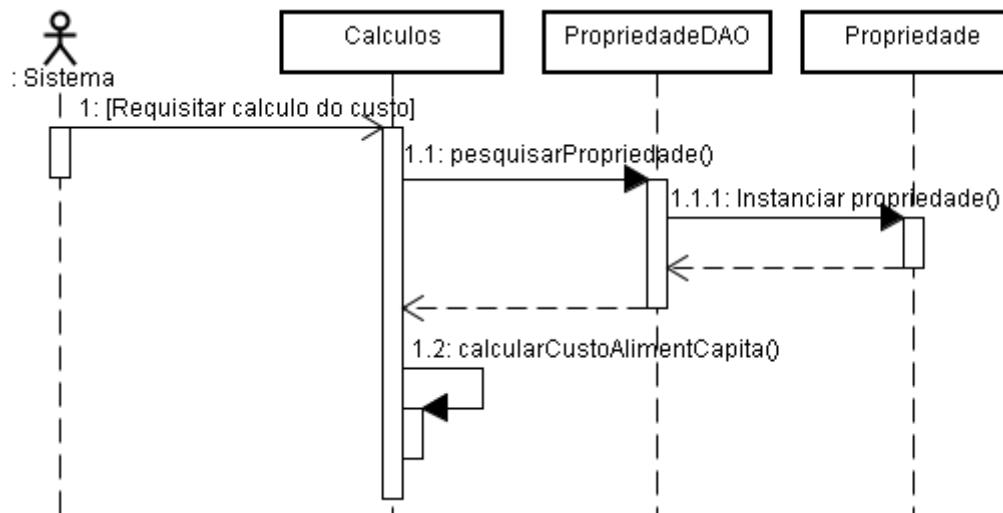 Calculos
PropriedadeDAO
Propriedade
: Sistema
1: [Requisitar calculo do custo]
1.1: pesquisarPropriedade()
1.1.1: Instanciar propriedade()
1.2: calcularCustoAlimentCapita()